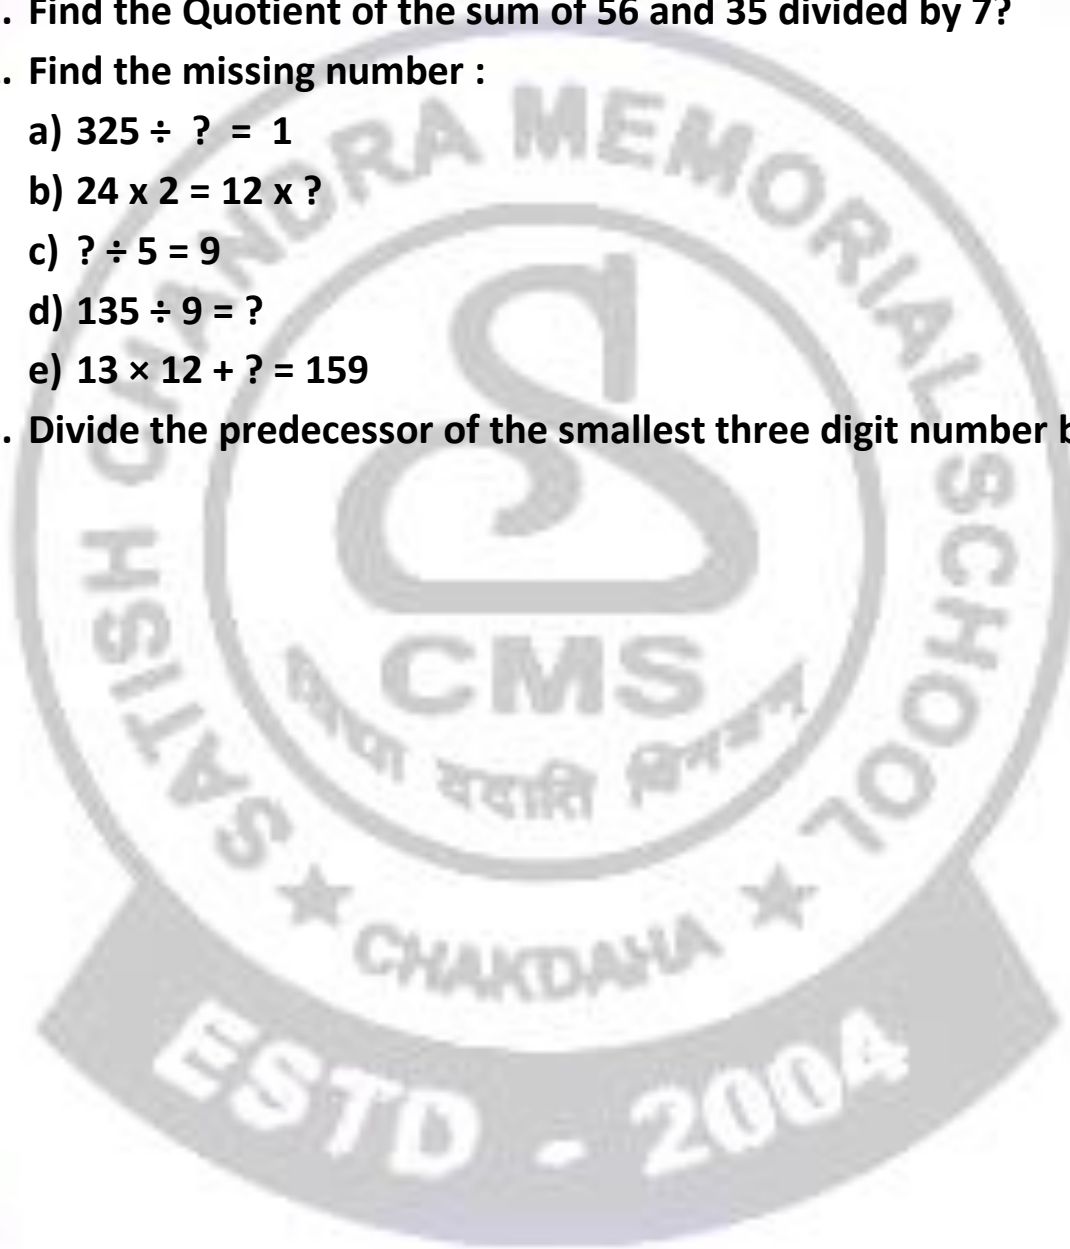 . Find the Quotient of the sum of 56 and 35 divided by 7?
. Find the missing number :
a) 325 ÷ ? = 1
b) 24 x 2 = 12 x ?
c) ? ÷ 5 = 9
d) 135 ÷ 9 = ?
e) 13 × 12 + ? = 159
. Divide the predecessor of the smallest three digit number b
SATISH CHANDRA MEMORIAL SCHOOL
CMS
CHAKDAHA
ESTD - 2004